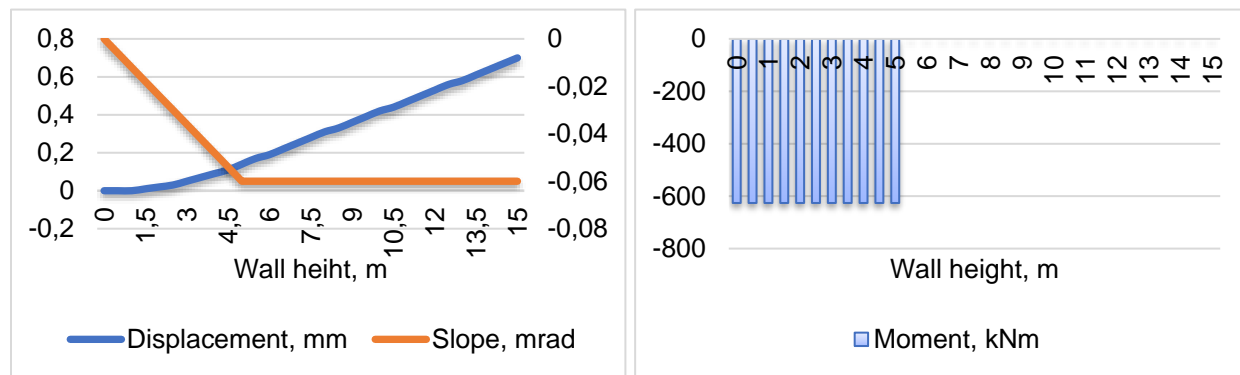 0,8
0,6
0,4
0,2
0
-0,2
0
-0,02
-0,04
-0,06
-0,08
0 1,5 3 4,5 6 7,5 9 10,5 12 13,5 15
Wall heiht, m
Displacement, mm Slope, mrad
0
-200
-400
-600
-800
0 1 2 3 4 5 6 7 8 9 10 11 12 13 14 15
Wall height, m
Moment, kNm